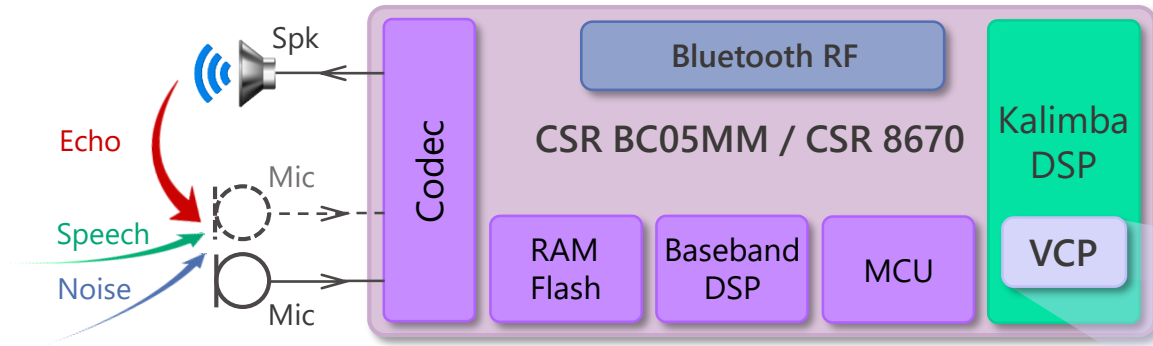 Spk
Bluetooth RF
Echo
CSR BC05MM / CSR 8670
Kalimba
DSP
Codec
Mic
Speech
Noise
Mic
RAM
Flash
Baseband
DSP
MCU
VCP